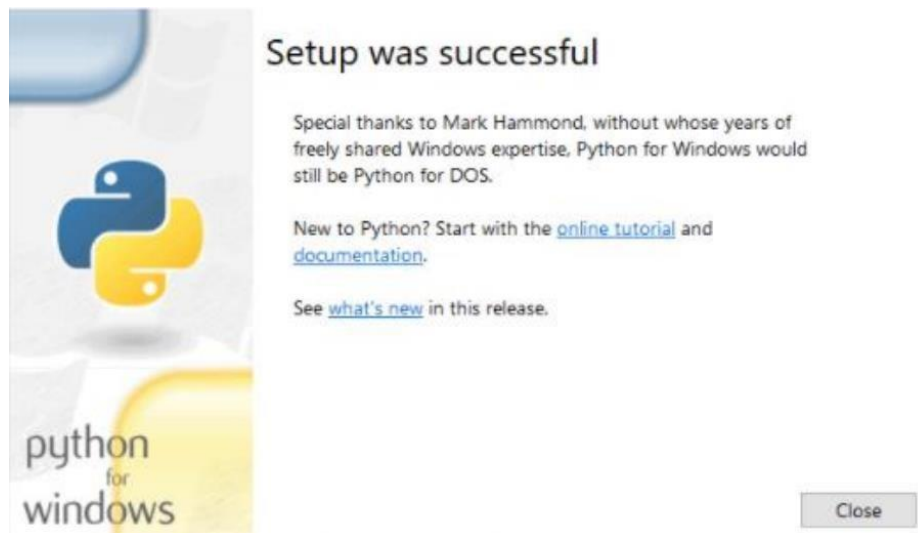 Setup was successful
Special thanks to Mark Hammond, without whose years of
freely shared Windows expertise, Python for Windows would
still be Python for DOS.
New to Python? Start with the online tutorial and
documentation.
See what's new in this release.
python
for
windows
Close